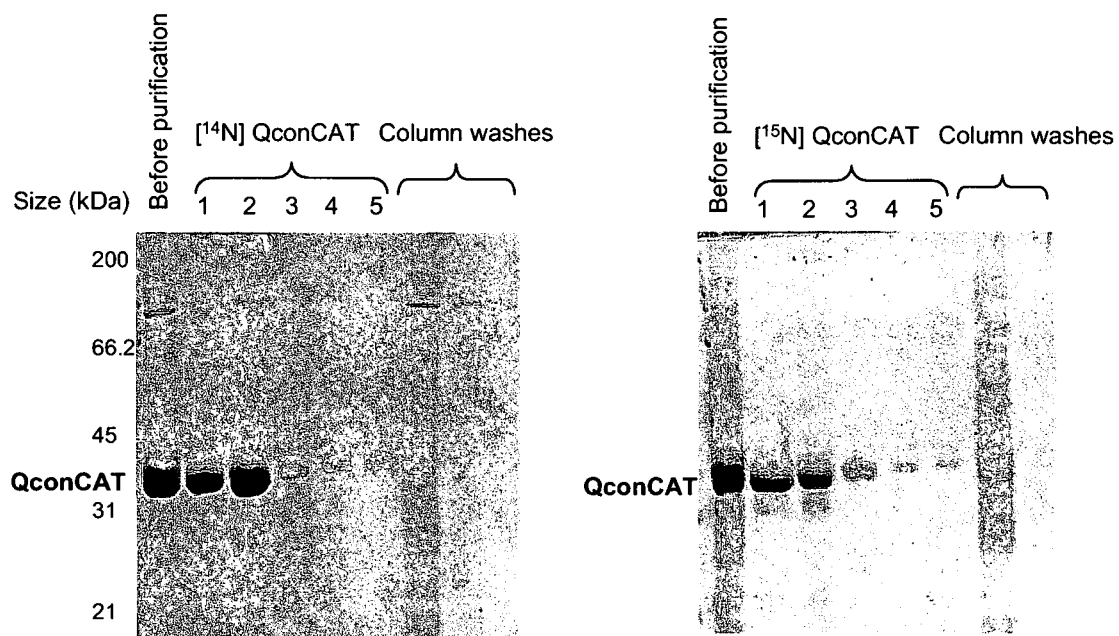 Before purification
[¹⁴N] QconCAT
Column washes
Size (kDa)
1 2 3 4 5
200
66.2
45
QconCAT
31
21
Before purification
[¹⁵N] QconCAT
Column washes
1 2 3 4 5
QconCAT